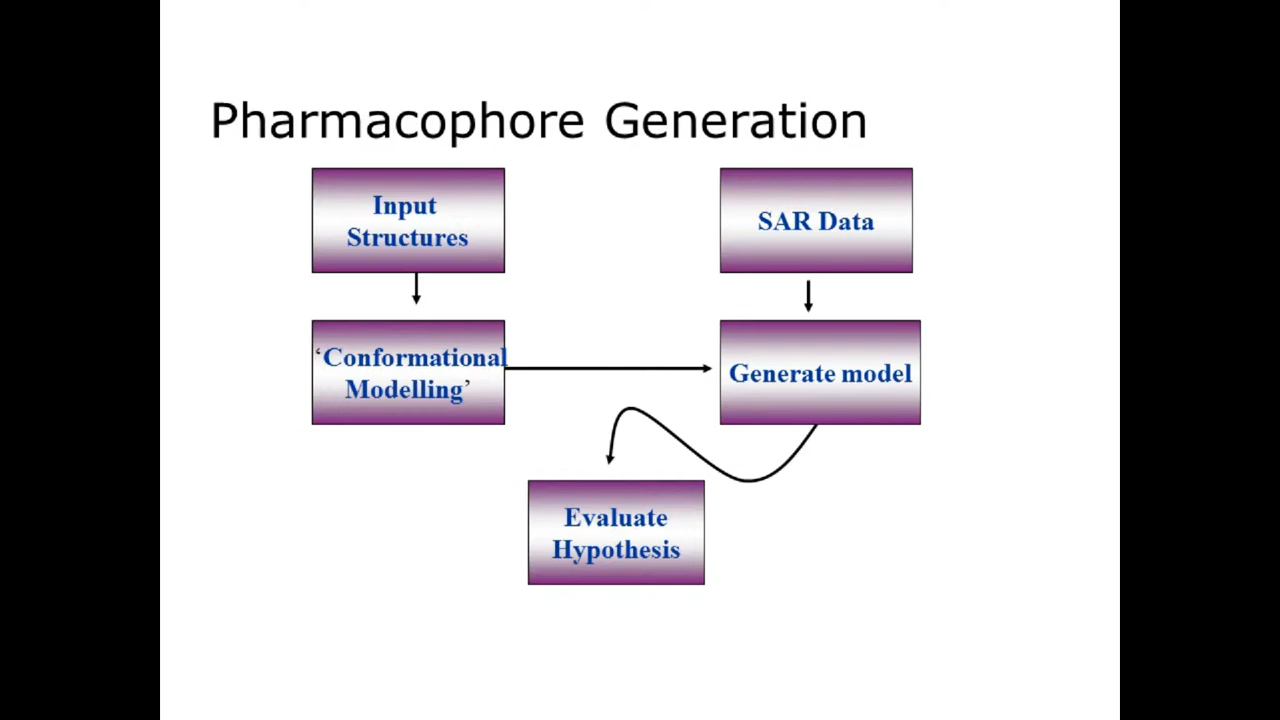 Pharmacophore Generation
Input
Structures
SAR Data
‘Conformational
Modelling’
Generate model
Evaluate
Hypothesis